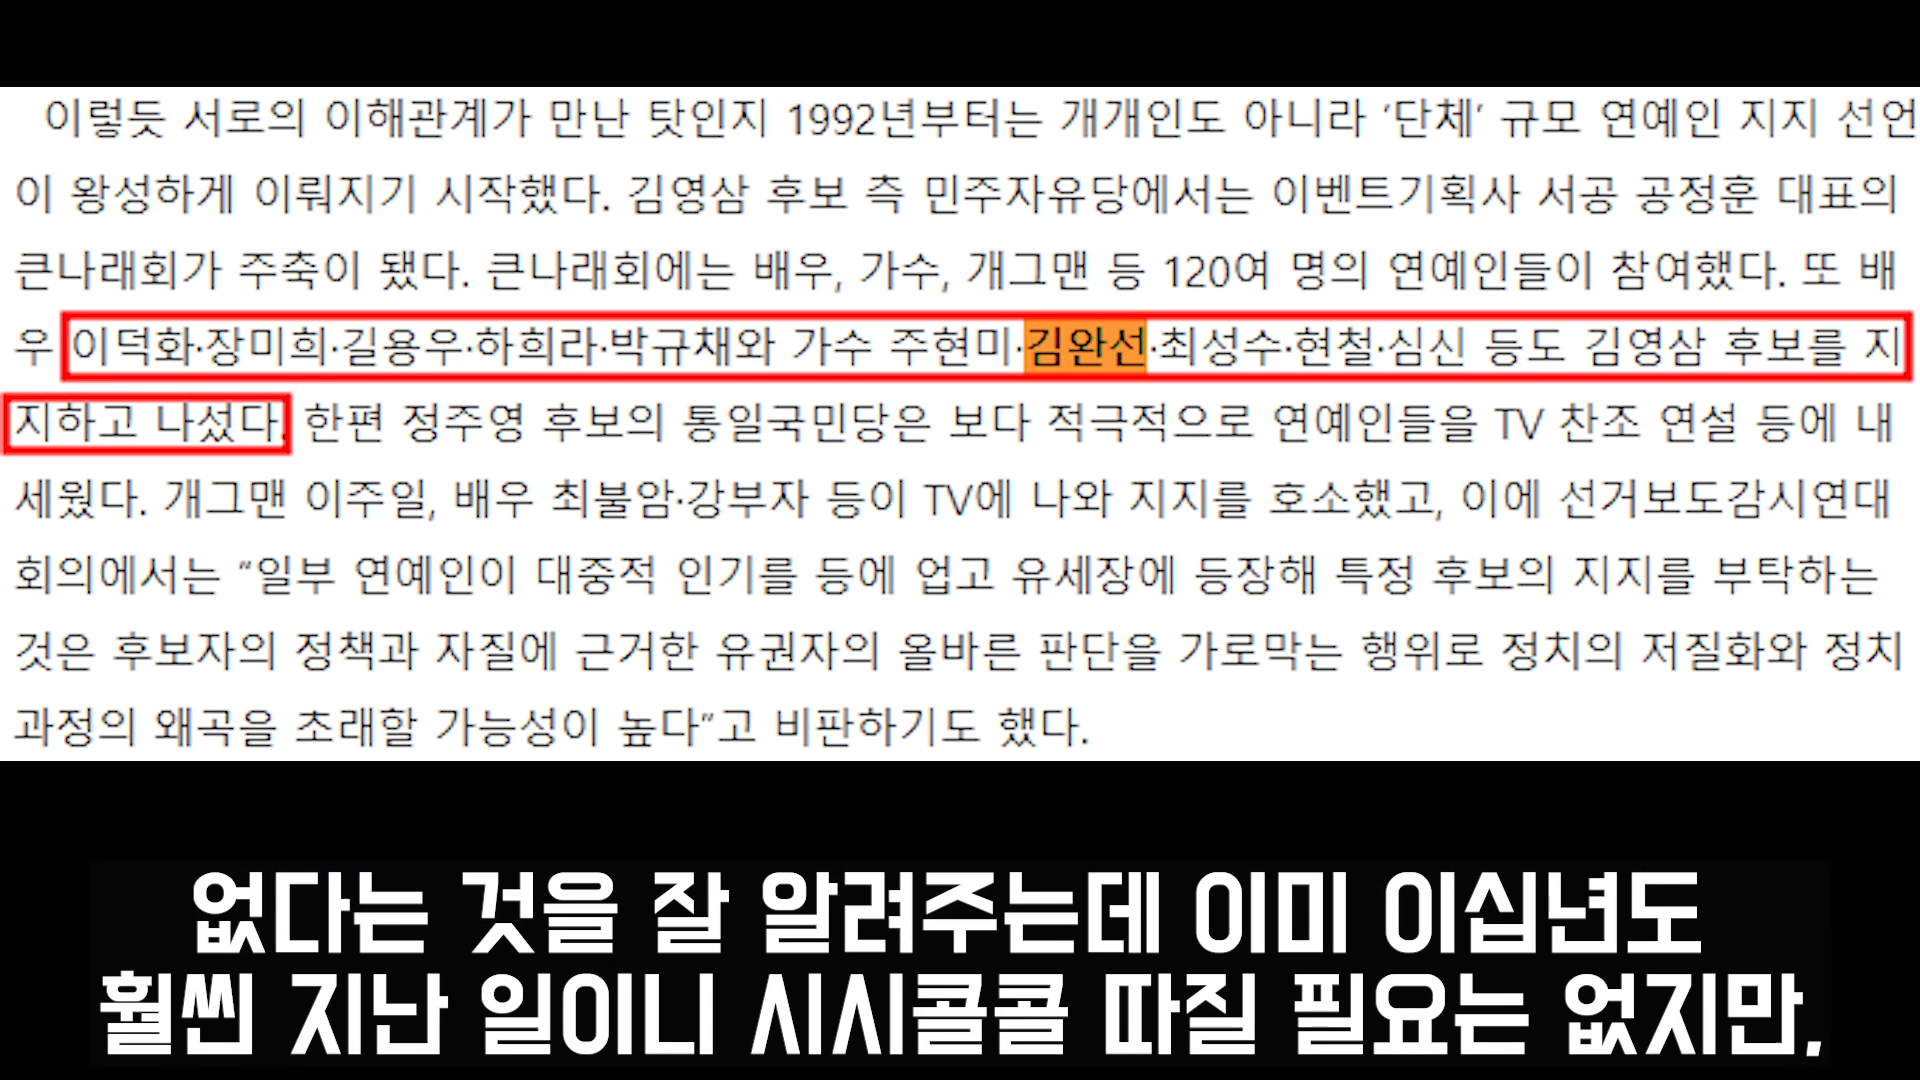 이렇듯 서로의 이해관계가 만난 탓인지 1992년부터는 개개인도 아니라 ‘단체’ 규모 연예인 지지 선언
이 왕성하게 이뤄지기 시작했다. 김영삼 후보 측 민주자유당에서는 이벤트기획사 서공 공정훈 대표의
큰나래회가 주축이 됐다. 큰나래회에는 배우, 가수, 개그맨 등 120여 명의 연예인들이 참여했다. 또 배
우 이덕화·장미희·길용우·하희라·박규채와 가수 주현미·김완선·최성수·현철·심신 등도 김영삼 후보를 지
지하고 나섰다. 한편 정주영 후보의 통일국민당은 보다 적극적으로 연예인들을 TV 찬조 연설 등에 내
세웠다. 개그맨 이주일, 배우 최불암·강부자 등이 TV에 나와 지지를 호소했고, 이에 선거보도감시연대
회의에서는 “일부 연예인이 대중적 인기를 등에 업고 유세장에 등장해 특정 후보의 지지를 부탁하는
것은 후보자의 정책과 자질에 근거한 유권자의 올바른 판단을 가로막는 행위로 정치의 저질화와 정치
과정의 왜곡을 초래할 가능성이 높다”고 비판하기도 했다.
없다는 것을 잘 알려주는데 이미 이십년도
훨씬 지난 일이니 시시콜콜 따질 필요는 없지만,